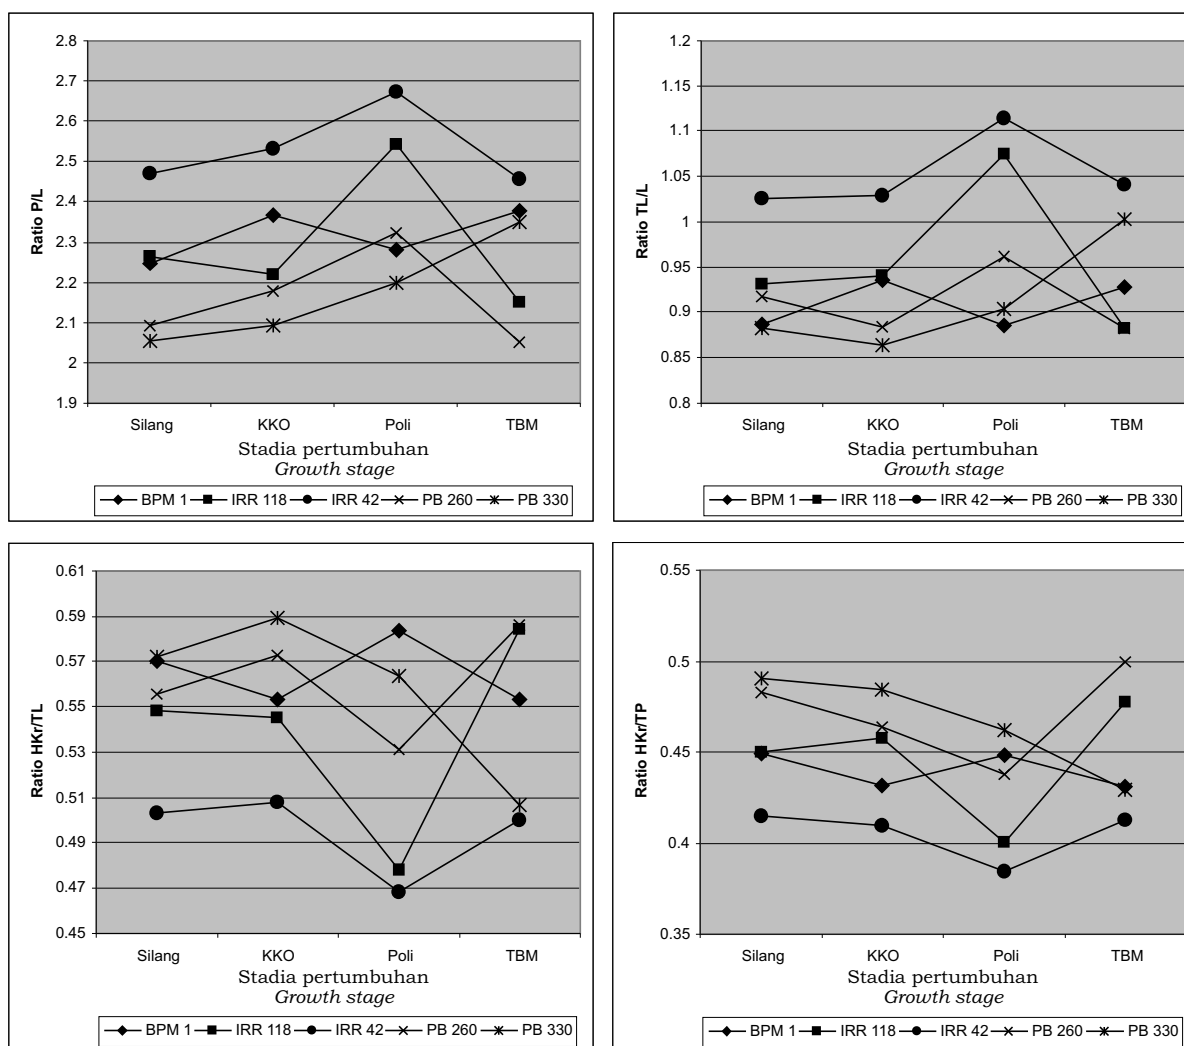 Ratio P/L
2.8
2.7
2.6
2.5
2.4
2.3
2.2
2.1
2
1.9
Silang KKO Poli TBM
Stadia pertumbuhan
Growth stage
BPM 1 IRR 118 IRR 42 PB 260 PB 330
Ratio TL/L
1.2
1.15
1.1
1.05
1
0.95
0.9
0.85
0.8
Silang KKO Poli TBM
Stadia pertumbuhan
Growth stage
BPM 1 IRR 118 IRR 42 PB 260 PB 330
Ratio HKr/TL
0.61
0.59
0.57
0.55
0.53
0.51
0.49
0.47
0.45
Silang KKO Poli TBM
Stadia pertumbuhan
Growth stage
BPM 1 IRR 118 IRR 42 PB 260 PB 330
Ratio HKr/TP
0.55
0.5
0.45
0.4
0.35
Silang KKO Poli TBM
Stadia pertumbuhan
Growth stage
BPM 1 IRR 118 IRR 42 PB 260 PB 330